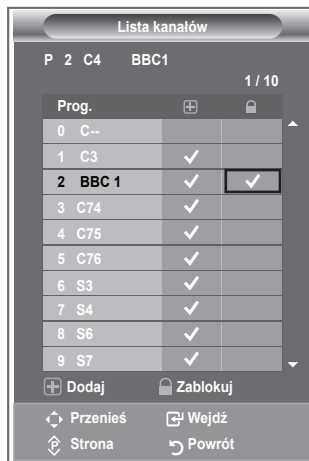 Lista kanałów
P 2 C4 BBC1
1 / 10
Prog.
0 C--
1 C3
2 BBC 1
3 C74
4 C75
5 C76
6 S3
7 S4
8 S6
9 S7
Dodaj Zablokuj
Przenieś Wejdź
Strona Powrót